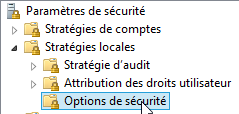 Paramètres de sécurité
Stratégies de comptes
Stratégies locales
Stratégie d'audit
Attribution des droits utilisateur
Options de sécurité